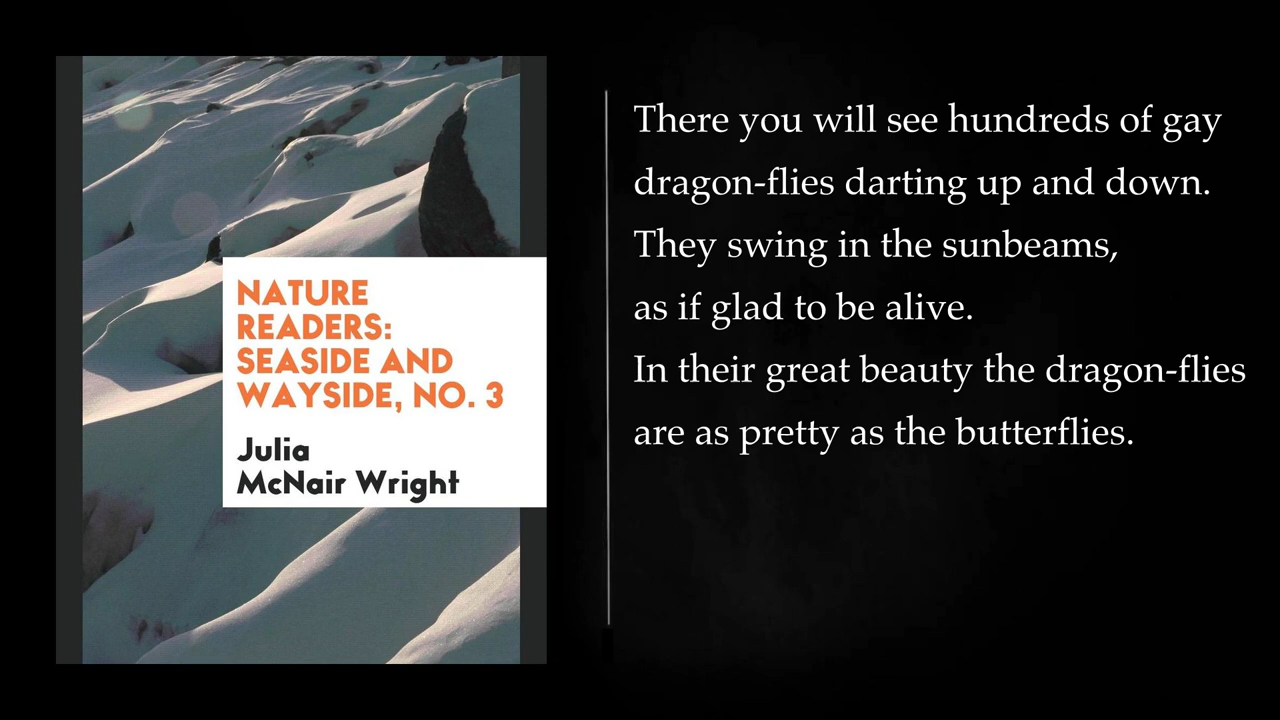 NATURE
READERS:
SEASIDE AND
WAYSIDE, NO. 3
Julia
McNair Wright
There you will see hundreds of gay
dragon-flies darting up and down.
They swing in the sunbeams,
as if glad to be alive.
In their great beauty the dragon-flies
are as pretty as the butterflies.